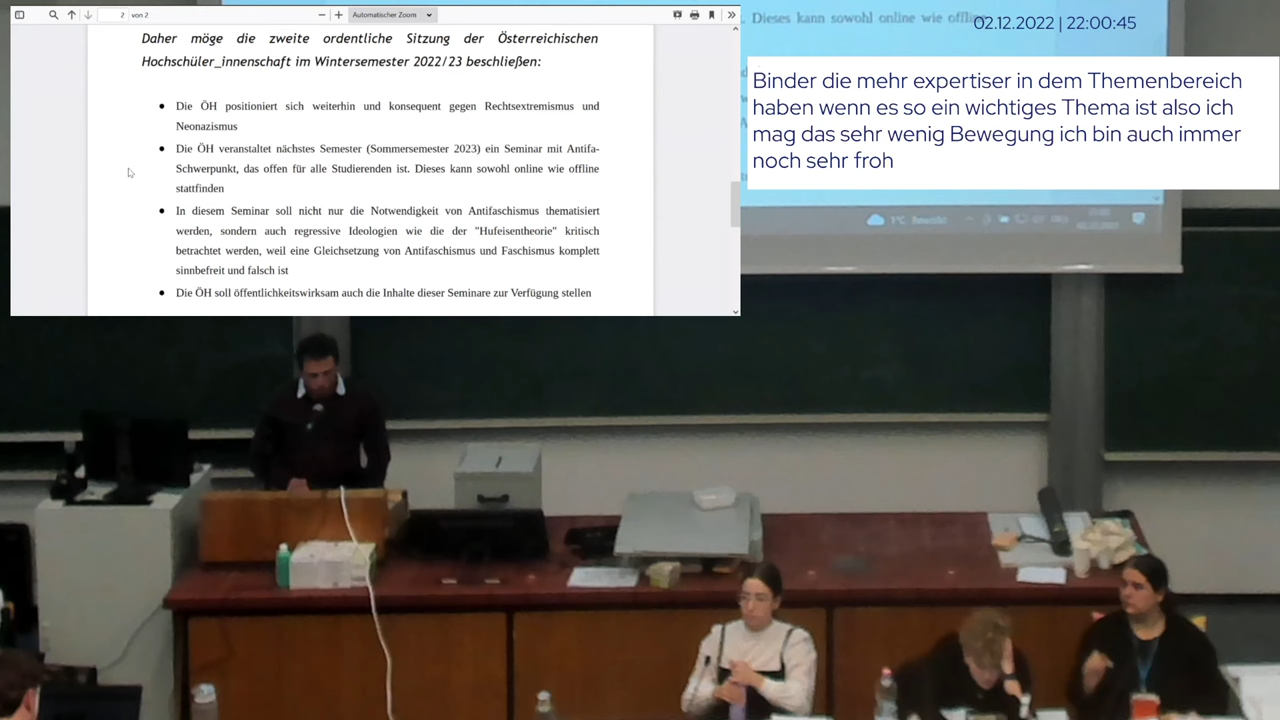 2
von 2
Automatischer Zoom
Daher möge die zweite ordentliche Sitzung der Österreichischen
Hochschüler_innenschaft im Wintersemester 2022/23 beschließen:
● Die ÖH positioniert sich weiterhin und konsequent gegen Rechtsextremismus und
Neonazismus
● Die ÖH veranstaltet nächstes Semester (Sommersemester 2023) ein Seminar mit Antifa-
Schwerpunkt, das offen für alle Studierenden ist. Dieses kann sowohl online wie offline
stattfinden
● In diesem Seminar soll nicht nur die Notwendigkeit von Antifaschismus thematisiert
werden, sondern auch regressive Ideologien wie die der "Hufeisentheorie" kritisch
betrachtet werden, weil eine Gleichsetzung von Antifaschismus und Faschismus komplett
sinnbefreit und falsch ist
● Die ÖH soll öffentlichkeitswirksam auch die Inhalte dieser Seminare zur Verfügung stellen
. Dieses kann sowohl online wie offline
02.12.2022 | 22:00:45
Binder die mehr expertiser in dem Themenbereich
haben wenn es so ein wichtiges Thema ist also ich
mag das sehr wenig Bewegung ich bin auch immer
noch sehr froh
1°C Bewölkt